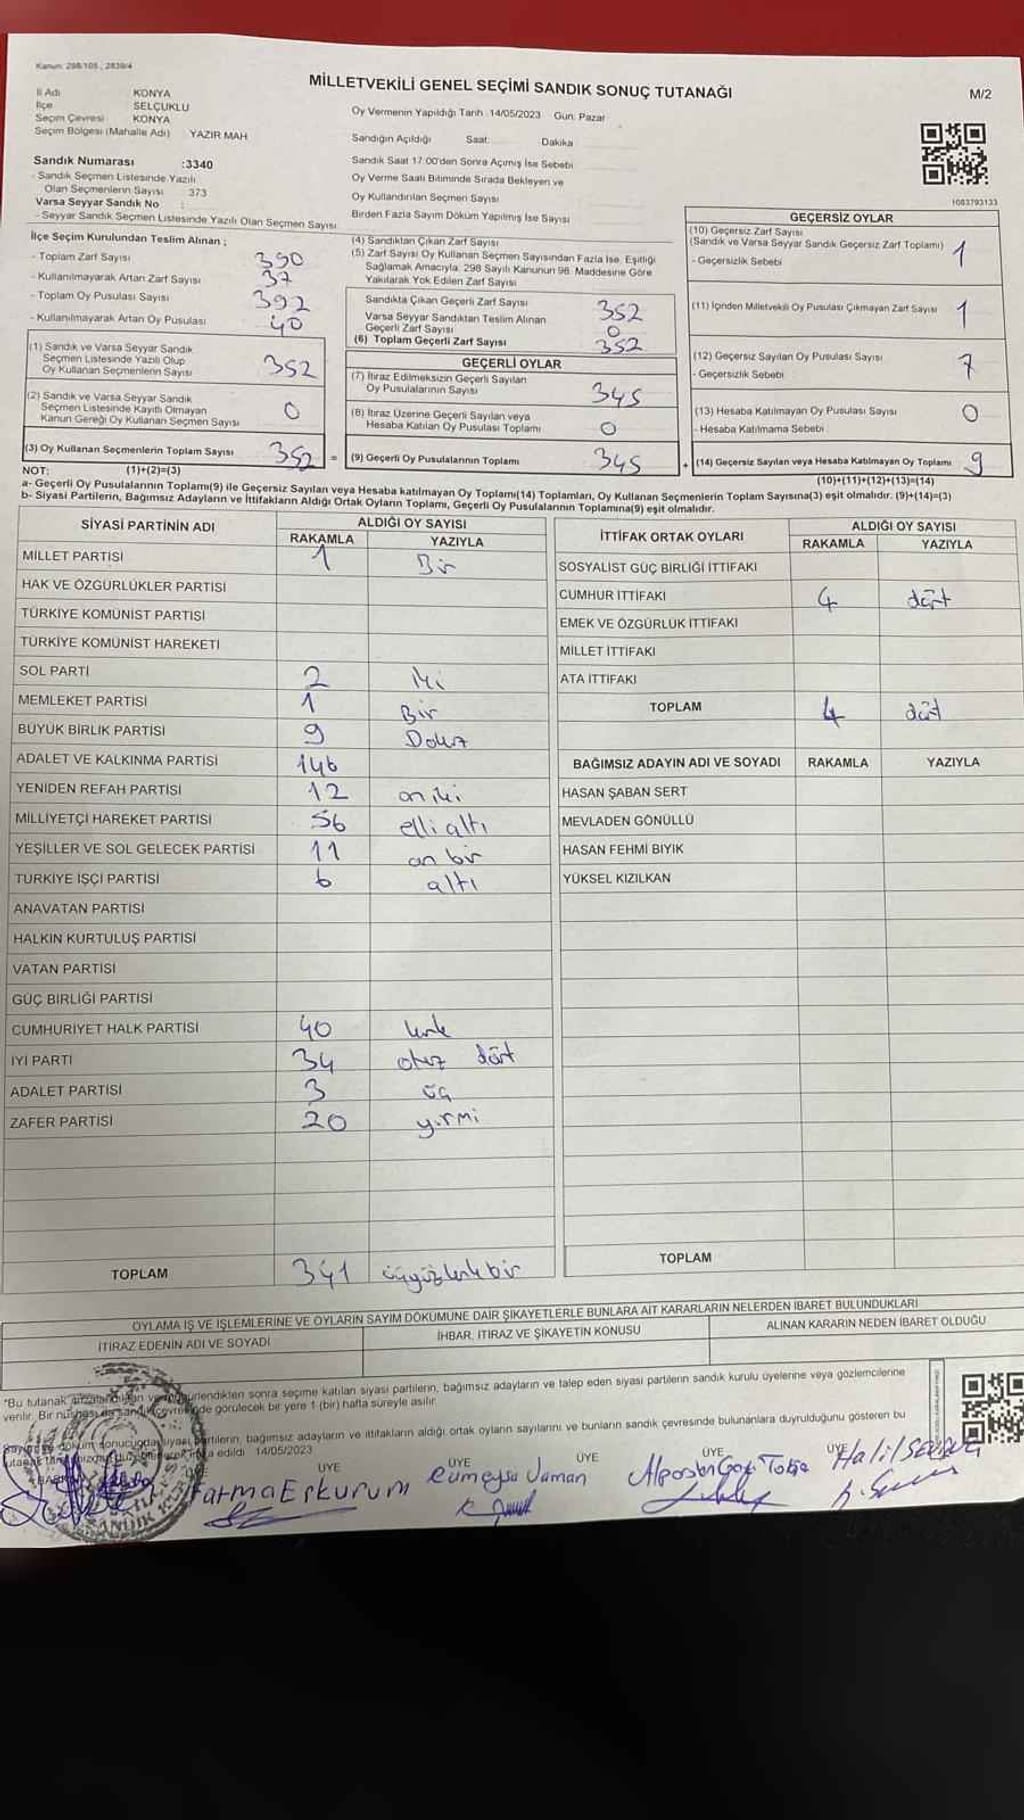 Kanun: 298/105., 2839/4
MİLLETVEKİLİ GENEL SEÇİMİ SANDIK SONUÇ TUTANAĞI
M/2
İl Adı KONYA
İlçe SELÇUKLU
Seçim Çevresi KONYA
Seçim Bölgesi (Mahalle Adı) YAZIR MAH
Oy Vermenin Yapıldığı Tarih :14/05/2023 Gün: Pazar
Sandığın Açıldığı Saat: Dakika
Sandık Numarası :3340
- Sandık Seçmen Listesinde Yazılı
Olan Seçmenlerin Sayısı : 373
Varsa Seyyar Sandık No :
- Seyyar Sandık Seçmen Listesinde Yazılı Olan Seçmen Sayısı
Sandık Saat 17:00'den Sonra Açımış İse Sebebi
Oy Verme Saati Bitiminde Sırada Bekleyen ve
Oy Kullandırılan Seçmen Sayısı
Birden Fazla Sayım Döküm Yapılmış İse Sayısı
1083793133
İlçe Seçim Kurulundan Teslim Alınan ;
- Toplam Zarf Sayısı 390
- Kullanılmayarak Artan Zarf Sayısı 37
- Toplam Oy Pusulası Sayısı 392
- Kullanılmayarak Artan Oy Pusulası 40
(1) Sandık ve Varsa Seyyar Sandık
Seçmen Listesinde Yazılı Olup
Oy Kullanan Seçmenlerin Sayısı 352
(2) Sandık ve Varsa Seyyar Sandık
Seçmen Listesinde Kayıtlı Olmayan
Kanun Gereği Oy Kullanan Seçmen Sayısı 0
(3) Oy Kullanan Seçmenlerin Toplam Sayısı 352 =
(4) Sandıktan Çıkan Zarf Sayısı
(5) Zarf Sayısı Oy Kullanan Seçmen Sayısından Fazla İse, Eşitliği
Sağlamak Amacıyla, 298 Sayılı Kanunun 98. Maddesine Göre
Yakılarak Yok Edilen Zarf Sayısı
Sandıkta Çıkan Geçerli Zarf Sayısı 352
Varsa Seyyar Sandıktan Teslim Alınan
Geçerli Zarf Sayısı 0
(6) Toplam Geçerli Zarf Sayısı 352
GEÇERLİ OYLAR
(7) İtiraz Edilmeksizin Geçerli Sayılan
Oy Pusulalarının Sayısı 345
(8) İtiraz Üzerine Geçerli Sayılan veya
Hesaba Katılan Oy Pusulası Toplamı 0
(9) Geçerli Oy Pusulalarının Toplamı 345 +
GEÇERSİZ OYLAR
(10) Geçersiz Zarf Sayısı
(Sandık ve Varsa Seyyar Sandık Geçersiz Zarf Toplamı) 1
- Geçersizlik Sebebi
(11) İçinden Milletvekili Oy Pusulası Çıkmayan Zarf Sayısı 1
(12) Geçersiz Sayılan Oy Pusulası Sayısı 7
- Geçersizlik Sebebi :
(13) Hesaba Katılmayan Oy Pusulası Sayısı 0
- Hesaba Katılmama Sebebi
(14) Geçersiz Sayılan veya Hesaba Katılmayan Oy Toplamı 9
NOT: (1)+(2)=(3) (10)+(11)+(12)+(13)=(14)
a- Geçerli Oy Pusulalarının Toplamı(9) ile Geçersiz Sayılan veya Hesaba katılmayan Oy Toplamı(14) Toplamları, Oy Kullanan Seçmenlerin Toplam Sayısına(3) eşit olmalıdır. (9)+(14)=(3)
b- Siyasi Partilerin, Bağımsız Adayların ve İttifakların Aldığı Ortak Oyların Toplamı, Geçerli Oy Pusulalarının Toplamına(9) eşit olmalıdır.
SİYASİ PARTİNİN ADI ALDIĞI OY SAYISI
RAKAMLA YAZIYLA
MİLLET PARTİSİ 1 Bir
HAK VE ÖZGÜRLÜKLER PARTİSİ
TÜRKİYE KOMÜNİST PARTİSİ
TÜRKİYE KOMÜNİST HAREKETİ
SOL PARTİ 2 iki
MEMLEKET PARTİSİ 1 Bir
BÜYÜK BİRLİK PARTİSİ 9 Dokuz
ADALET VE KALKINMA PARTİSİ 146
YENİDEN REFAH PARTİSİ 12 on iki
MİLLİYETÇİ HAREKET PARTİSİ 56 elli altı
YEŞİLLER VE SOL GELECEK PARTİSİ 11 on bir
TÜRKİYE İŞÇİ PARTİSİ 6 altı
ANAVATAN PARTİSİ
HALKIN KURTULUŞ PARTİSİ
VATAN PARTİSİ
GÜÇ BİRLİĞİ PARTİSİ
CUMHURİYET HALK PARTİSİ 40 kırk
İYİ PARTİ 34 otuz dört
ADALET PARTİSİ 3 üç
ZAFER PARTİSİ 20 yirmi
TOPLAM 341 üçyüzkırkbir
İTTİFAK ORTAK OYLARI ALDIĞI OY SAYISI
RAKAMLA YAZIYLA
SOSYALİST GÜÇ BİRLİĞİ İTTİFAKI
CUMHUR İTTİFAKI 4 dört
EMEK VE ÖZGÜRLÜK İTTİFAKI
MİLLET İTTİFAKI
ATA İTTİFAKI
TOPLAM 4 dört
BAĞIMSIZ ADAYIN ADI VE SOYADI RAKAMLA YAZIYLA
HASAN ŞABAN SERT
MEVLADEN GÖNÜLLÜ
HASAN FEHMİ BIYIK
YÜKSEL KIZILKAN
TOPLAM
OYLAMA İŞ VE İŞLEMLERİNE VE OYLARIN SAYIM DÖKÜMÜNE DAİR ŞİKAYETLERLE BUNLARA AİT KARARLARIN NELERDEN İBARET BULUNDUKLARI
İTİRAZ EDENİN ADI VE SOYADI İHBAR, İTİRAZ VE ŞİKAYETİN KONUSU ALINAN KARARIN NEDEN İBARET OLDUĞU
"Bu tutanak sonra seçime katılan siyasi partilerin, bağımsız adayların ve talep eden siyasi partilerin sandık kurulu üyelerine veya gözlemcilerine
verilir. Bir görülecek bir yere 1 (bir) hafta süreyle asılır.
partilerin, bağımsız adayların ve ittifakların aldığı ortak oyların sayılarını ve bunların sandık çevresinde bulunanlara duyrulduğunu gösteren bu
edildi 14/05/2023
ÜYE ÜYE ÜYE ÜYE ÜYE
Fatma Erkurum Rümeysa Yaman Halil